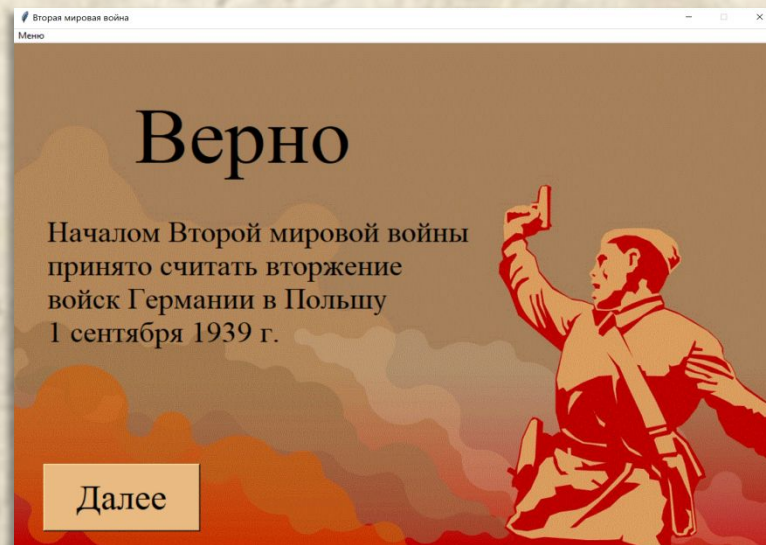 Вторая мировая война
Меню
Верно
Началом Второй мировой войны
принято считать вторжение
войск Германии в Польшу
1 сентября 1939 г.
Далее